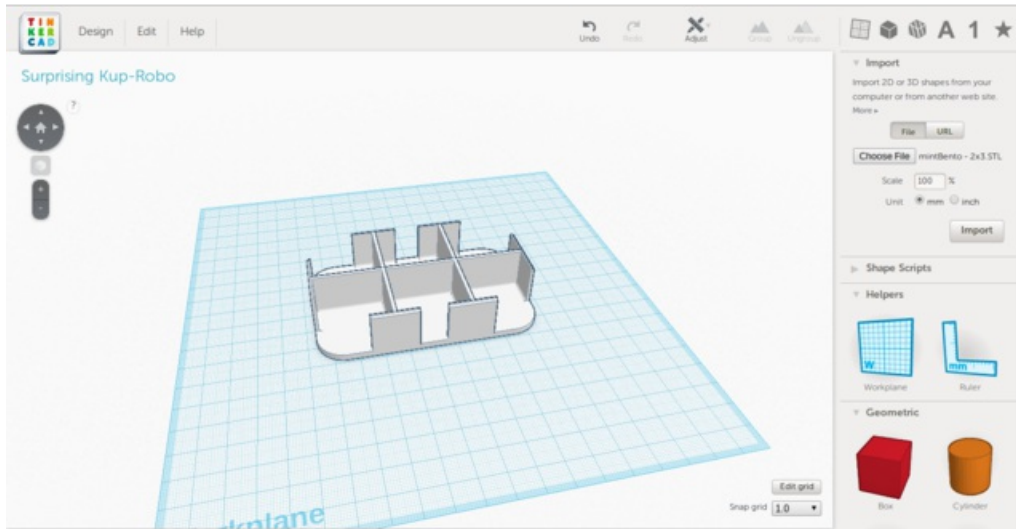 TIN
KER
CAD
Design Edit Help
Undo Redo Adjust Group Ungroup
A 1
Surprising Kup-Robo
?
Import
Import 2D or 3D shapes from your
computer or from another web site.
More
File URL
Choose File mintBento - 2x3.STL
Scale 100 %
Unit mm inch
Import
Shape Scripts
Helpers
W mm
Workplane Ruler
Geometric
Box Cylinder
Edit grid
Snap grid 1.0
kplane